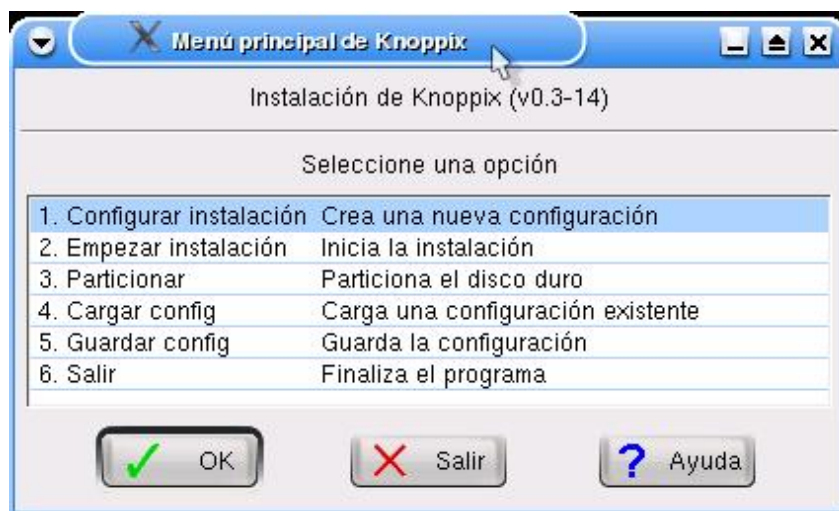 Menú principal de Knoppix
Instalación de Knoppix (v0.3-14)
Seleccione una opción
1. Configurar instalación Crea una nueva configuración
2. Empezar instalación Inicia la instalación
3. Particionar Particiona el disco duro
4. Cargar config Carga una configuración existente
5. Guardar config Guarda la configuración
6. Salir Finaliza el programa
OK Salir Ayuda